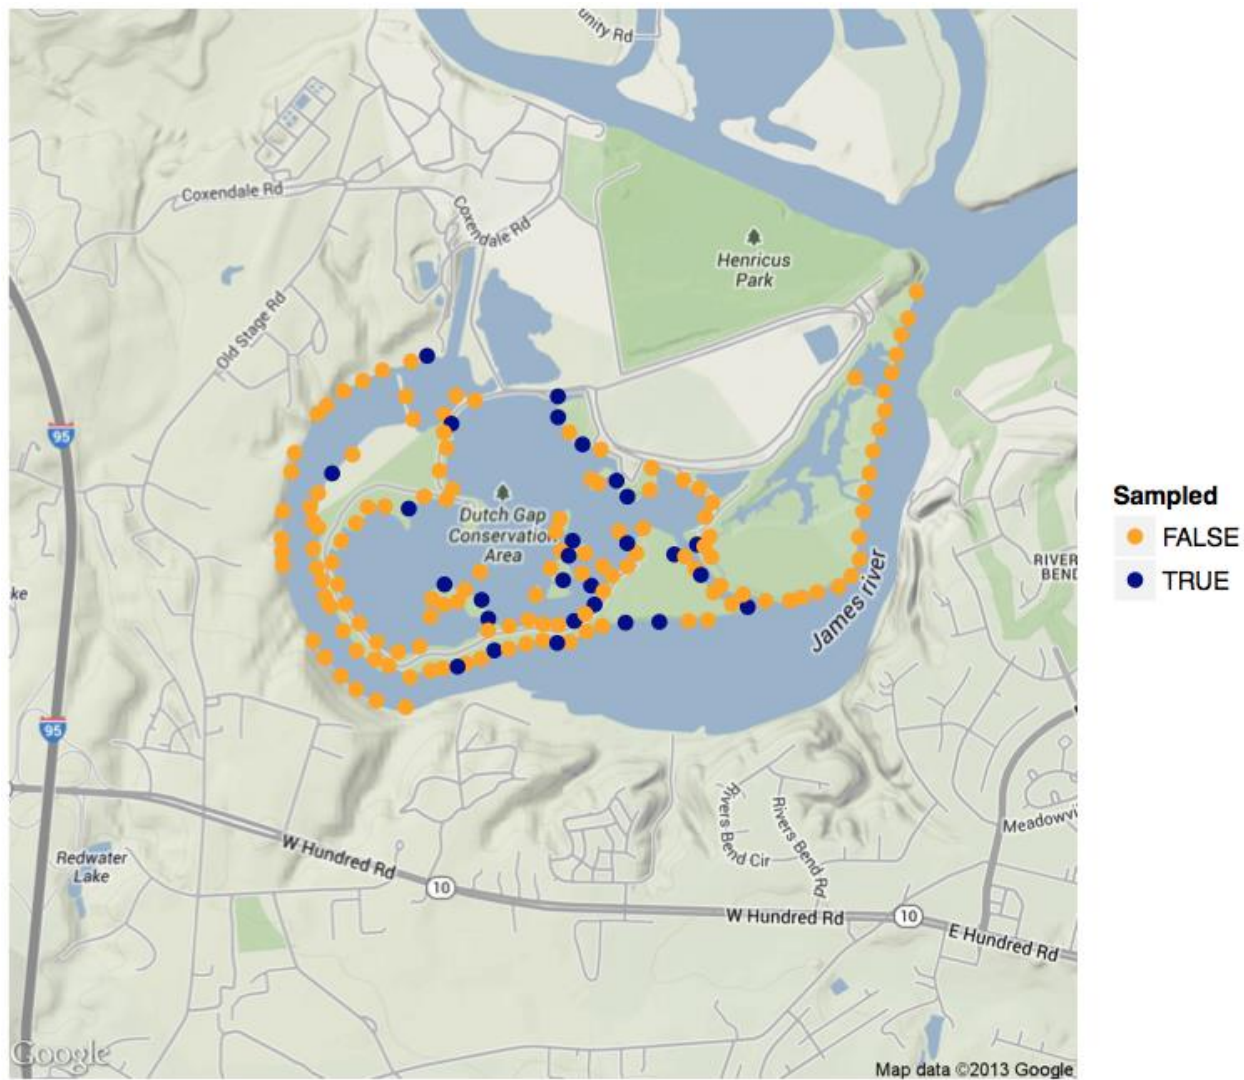 unity Rd
Coxendale Rd
Coxendale Rd
Henricus
Park
Old Stage Rd
95
Sampled
FALSE
TRUE
Dutch Gap
Conservation
Area
RIVER
BEND
ke
James river
95
Rivers Bend Cir
Rivers Bend Rd
Meadowvi
W Hundred Rd
Redwater
Lake
10
W Hundred Rd
10
E Hundred Rd
Google
Map data ©2013 Google